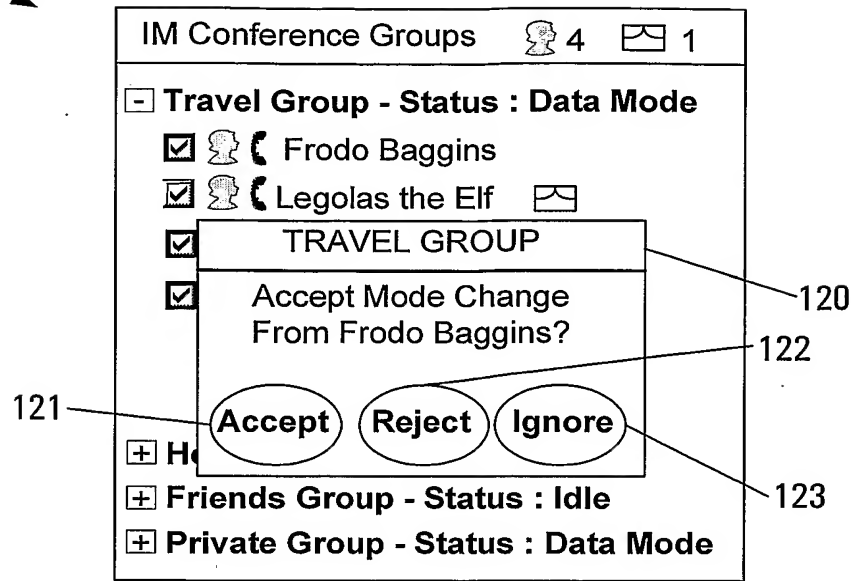 IM Conference Groups 4 1
- Travel Group - Status : Data Mode
Frodo Baggins
Legolas the Elf
TRAVEL GROUP
120
Accept Mode Change
From Frodo Baggins?
122
121
Accept Reject Ignore
+ Friends Group - Status : Idle
123
+ Private Group - Status : Data Mode